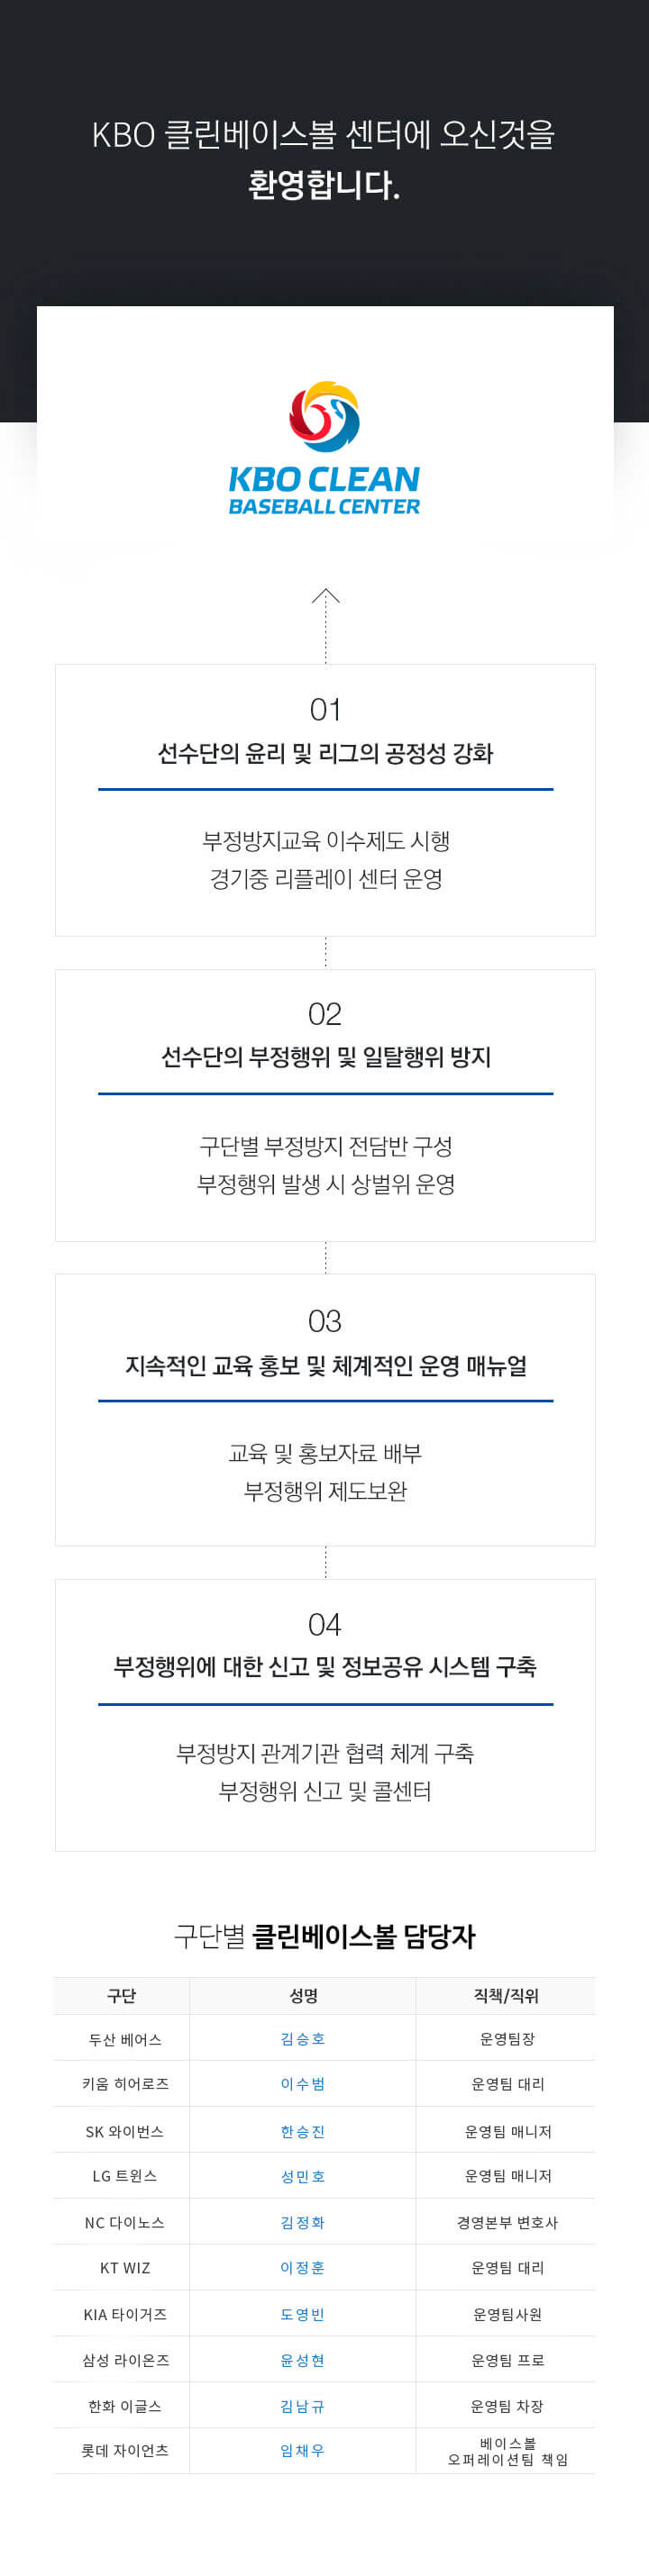 KBO 클린베이스볼 센터에 오신것을
환영합니다.
KBO CLEAN
BASEBALL CENTER
01
선수단의 윤리 및 리그의 공정성 강화
부정방지교육 이수제도 시행
경기중 리플레이 센터 운영
02
선수단의 부정행위 및 일탈행위 방지
구단별 부정방지 전담반 구성
부정행위 발생 시 상벌위 운영
03
지속적인 교육 홍보 및 체계적인 운영 매뉴얼
교육 및 홍보자료 배부
부정행위 제도보완
04
부정행위에 대한 신고 및 정보공유 시스템 구축
부정방지 관계기관 협력 체계 구축
부정행위 신고 및 콜센터
구단별 클린베이스볼 담당자
구단 성명 직책/직위
두산 베어스 김승호 운영팀장
키움 히어로즈 이수범 운영팀 대리
SK 와이번스 한승진 운영팀 매니저
LG 트윈스 성민호 운영팀 매니저
NC 다이노스 김정화 경영본부 변호사
KT WIZ 이정훈 운영팀 대리
KIA 타이거즈 도영빈 운영팀사원
삼성 라이온즈 윤성현 운영팀 프로
한화 이글스 김남규 운영팀 차장
롯데 자이언츠 임채우 베이스볼
오퍼레이션팀 책임